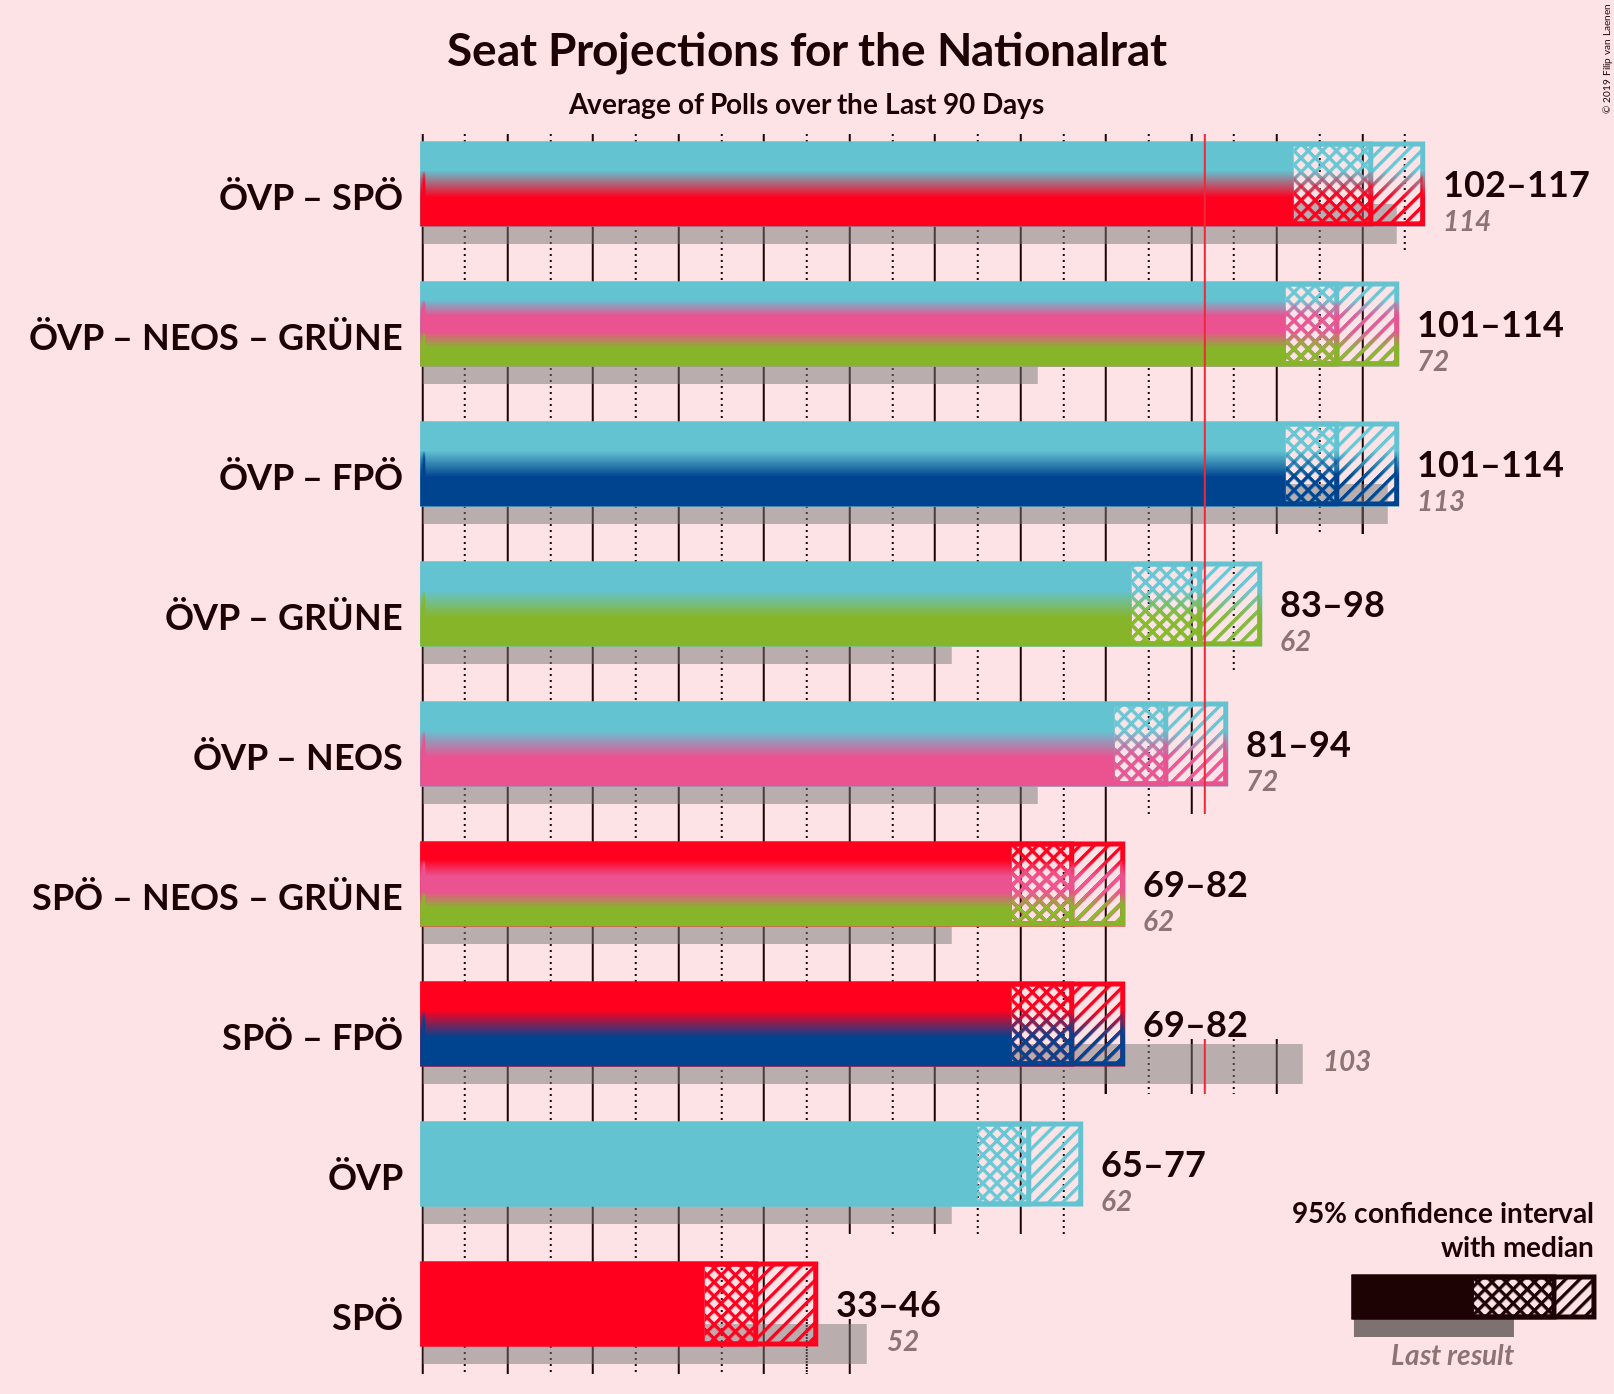 Seat Projections for the Nationalrat
Average of Polls over the Last 90 Days
© 2019 Filip van Laenen
ÖVP – SPÖ
102–117
114
ÖVP – NEOS – GRÜNE
101–114
72
ÖVP – FPÖ
101–114
113
ÖVP – GRÜNE
83–98
62
ÖVP – NEOS
81–94
72
SPÖ – NEOS – GRÜNE
69–82
62
SPÖ – FPÖ
69–82
103
ÖVP
65–77
62
SPÖ
33–46
52
95% confidence interval
with median
Last result